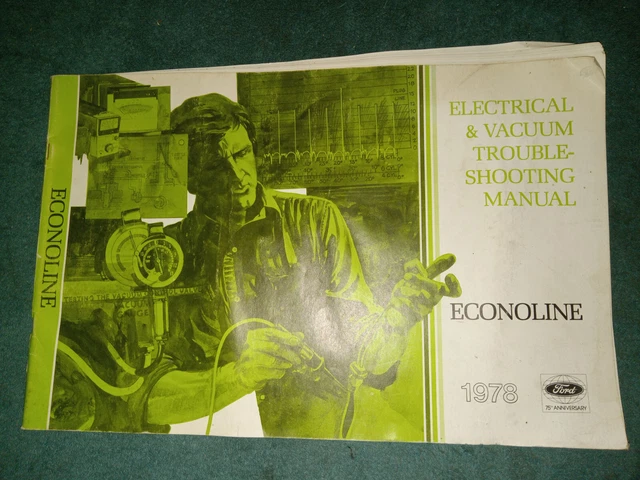 ECONOLINE
ELECTRICAL
& VACUUM
TROUBLE-
SHOOTING
MANUAL
ECONOLINE
1978
Ford
75th ANNIVERSARY